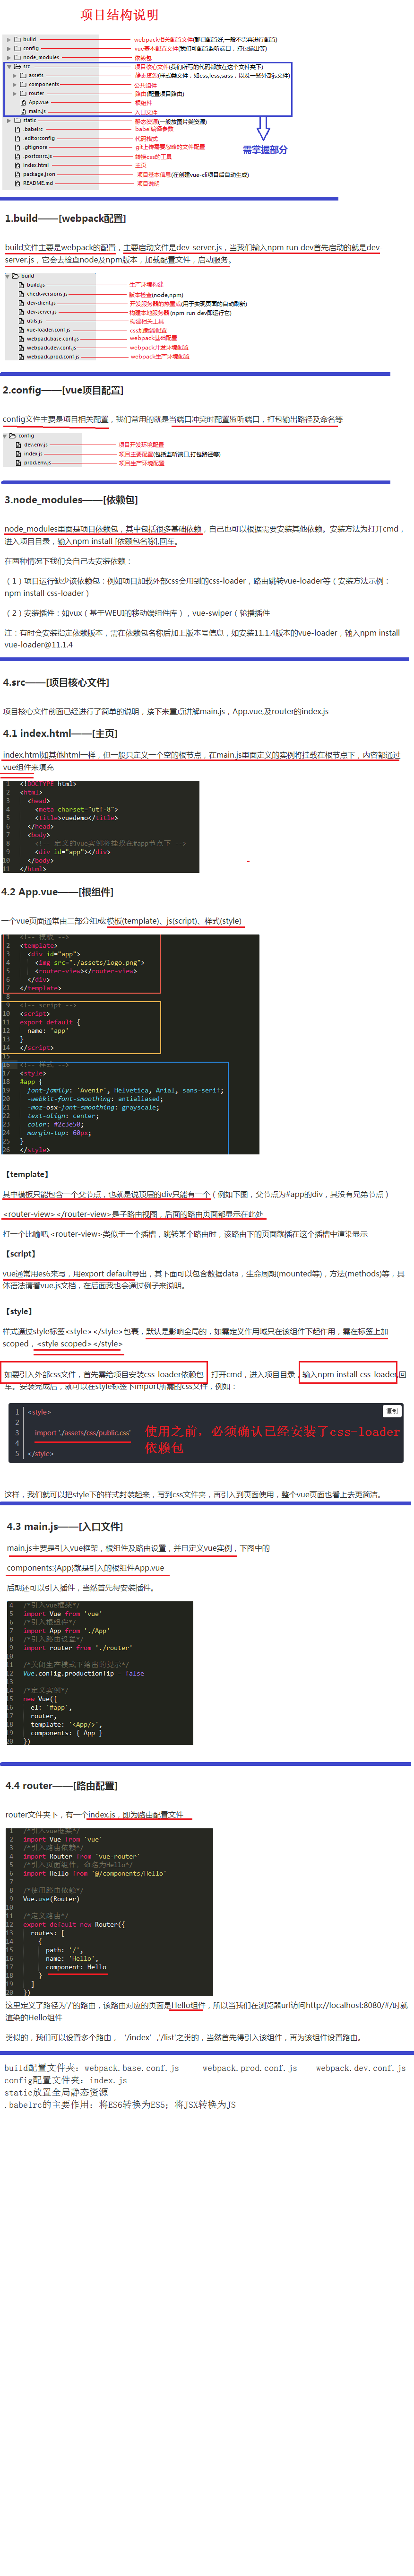 项目结构说明
build
webpack相关配置文件(都已配置好,一般不需再进行配置)
config
vue基本配置文件(我们可配置监听端口，打包输出等)
node_modules
依赖包
src
项目核心文件(我们所写的代码都放在这个文件夹下)
assets
静态资源(样式类文件，如css,less,sass，以及一些外部js文件)
components
公共组件
router
路由(配置项目路由)
App.vue
根组件
main.js
入口文件
static
静态资源(一般放图片类资源)
.babelrc
babel编译参数
.editorconfig
代码格式
.gitignore
git上传需要忽略的文件配置
.postcssrc.js
转换css的工具
index.html
主页
package.json
项目基本信息(在创建vue-cli项目后自动生成)
README.md
项目说明
需掌握部分
1.build——[webpack配置]
build文件主要是webpack的配置，主要启动文件是dev-server.js，当我们输入npm run dev首先启动的就是dev-
server.js，它会去检查node及npm版本，加载配置文件，启动服务。
build
build.js
生产环境构建
check-versions.js
版本检查(node,npm)
dev-client.js
开发服务器的热重载(用于实现页面的自动刷新)
dev-server.js
构建本地服务器 (npm run dev即运行它)
utils.js
构建相关工具
vue-loader.conf.js
css加载器配置
webpack.base.conf.js
webpack基础配置
webpack.dev.conf.js
webpack开发环境配置
webpack.prod.conf.js
webpack生产环境配置
2.config——[vue项目配置]
config文件主要是项目相关配置，我们常用的就是当端口冲突时配置监听端口，打包输出路径及命名等
config
dev.env.js
项目开发环境配置
index.js
项目主要配置(包括监听端口,打包路径等)
prod.env.js
项目生产环境配置
3.node_modules——[依赖包]
node_modules里面是项目依赖包，其中包括很多基础依赖，自己也可以根据需要安装其他依赖。安装方法为打开cmd，
进入项目目录，输入npm install [依赖包名称],回车。
在两种情况下我们会自己去安装依赖：
（1）项目运行缺少该依赖包：例如项目加载外部css会用到的css-loader，路由跳转vue-loader等（安装方法示例：
npm install css-loader）
（2）安装插件：如vux（基于WEUI的移动端组件库），vue-swiper（轮播插件
注：有时会安装指定依赖版本，需在依赖包名称后加上版本号信息，如安装11.1.4版本的vue-loader，输入npm install
vue-loader@11.1.4
4.src——[项目核心文件]
项目核心文件前面已经进行了简单的说明，接下来重点讲解main.js，App.vue,及router的index.js
4.1 index.html——[主页]
index.html如其他html一样，但一般只定义一个空的根节点，在main.js里面定义的实例将挂载在根节点下，内容都通过
vue组件来填充
1 <!DOCTYPE html>
2 <html>
3 <head>
4 <meta charset="utf-8">
5 <title>vuedemo</title>
6 </head>
7 <body>
8 <!-- 定义的vue实例将挂载在#app节点下 -->
9 <div id="app"></div>
10 </body>
11 </html>
4.2 App.vue——[根组件]
一个vue页面通常由三部分组成:模板(template)、js(script)、样式(style)
1 <!-- 模板 -->
2 <template>
3 <div id="app">
4 <img src="./assets/logo.png">
5 <router-view></router-view>
6 </div>
7 </template>
8
9 <!-- script -->
10 <script>
11 export default {
12 name: 'app'
13 }
14 </script>
15
16 <!-- 样式 -->
17 <style>
18 #app {
19 font-family: 'Avenir', Helvetica, Arial, sans-serif;
20 -webkit-font-smoothing: antialiased;
21 -moz-osx-font-smoothing: grayscale;
22 text-align: center;
23 color: #2c3e50;
24 margin-top: 60px;
25 }
26 </style>
【template】
其中模板只能包含一个父节点，也就是说顶层的div只能有一个（例如下图，父节点为#app的div，其没有兄弟节点）
<router-view></router-view>是子路由视图，后面的路由页面都显示在此处
打一个比喻吧,<router-view>类似于一个插槽，跳转某个路由时，该路由下的页面就插在这个插槽中渲染显示
【script】
vue通常用es6来写，用export default导出，其下面可以包含数据data，生命周期(mounted等)，方法(methods)等，具
体语法请看vue.js文档，在后面我也会通过例子来说明。
【style】
样式通过style标签<style></style>包裹，默认是影响全局的，如需定义作用域只在该组件下起作用，需在标签上加
scoped，<style scoped></style>
如要引入外部css文件，首先需给项目安装css-loader依赖包，打开cmd，进入项目目录，输入npm install css-loader,回
车。安装完成后，就可以在style标签下import所需的css文件，例如：
复制
1 <style>
2
3 import './assets/css/public.css'
4
5 </style>
使用之前，必须确认已经安装了css-loader
依赖包
这样，我们就可以把style下的样式封装起来，写到css文件夹，再引入到页面使用，整个vue页面也看上去更简洁。
4.3 main.js——[入口文件]
main.js主要是引入vue框架，根组件及路由设置，并且定义vue实例，下图中的
components:{App}就是引入的根组件App.vue
后期还可以引入插件，当然首先得安装插件。
4 /*引入vue框架*/
5 import Vue from 'vue'
6 /*引入根组件*/
7 import App from './App'
8 /*引入路由设置*/
9 import router from './router'
10
11 /*关闭生产模式下给出的提示*/
12 Vue.config.productionTip = false
13
14 /*定义实例*/
15 new Vue({
16 el: '#app',
17 router,
18 template: '<App/>',
19 components: { App }
20 })
4.4 router——[路由配置]
router文件夹下，有一个index.js，即为路由配置文件
1 /*引入vue框架*/
2 import Vue from 'vue'
3 /*引入路由依赖*/
4 import Router from 'vue-router'
5 /*引入页面组件，命名为Hello*/
6 import Hello from '@/components/Hello'
7
8 /*使用路由依赖*/
9 Vue.use(Router)
10
11 /*定义路由*/
12 export default new Router({
13 routes: [
14 {
15 path: '/',
16 name: 'Hello',
17 component: Hello
18 }
19 ]
20 })
这里定义了路径为'/'的路由，该路由对应的页面是Hello组件，所以当我们在浏览器url访问http://localhost:8080/#/时就
渲染的Hello组件
类似的，我们可以设置多个路由，‘/index’,‘/list’之类的，当然首先得引入该组件，再为该组件设置路由。
build配置文件夹：webpack.base.conf.js webpack.prod.conf.js webpack.dev.conf.js
config配置文件夹：index.js
static放置全局静态资源
.babelrc的主要作用：将ES6转换为ES5；将JSX转换为JS